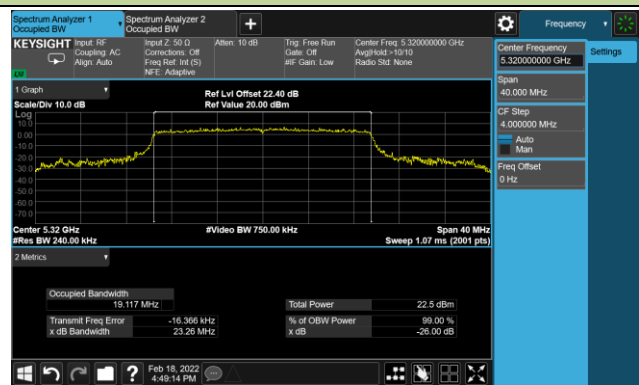 Spectrum Analyzer 1
Occupied BW
Spectrum Analyzer 2
Occupied BW
+
Frequency
KEYSIGHT
Input: RF
Coupling: AC
Align: Auto
Input Z: 50 Ω
Corrections: Off
Freq Ref: Int (S)
NFE: Adaptive
Atten: 10 dB
Trig: Free Run
Gate: Off
#IF Gain: Low
Center Freq: 5.320000000 GHz
Avg|Hold:>10/10
Radio Std: None
Center Frequency
5.320000000 GHz
Settings
Span
40.000 MHz
CF Step
4.000000 MHz
Auto
Man
Freq Offset
0 Hz
1 Graph
Scale/Div 10.0 dB
Ref Lvl Offset 22.40 dB
Ref Value 20.00 dBm
Log
10.0
0.00
-10.0
-20.0
-30.0
-40.0
-50.0
-60.0
-70.0
Center 5.32 GHz
#Video BW 750.00 kHz
Span 40 MHz
#Res BW 240.00 kHz
Sweep 1.07 ms (2001 pts)
2 Metrics
Occupied Bandwidth
19.117 MHz
Total Power 22.5 dBm
Transmit Freq Error -16.366 kHz
% of OBW Power 99.00 %
x dB Bandwidth 23.26 MHz
x dB -26.00 dB
?
Feb 18, 2022
4:49:14 PM